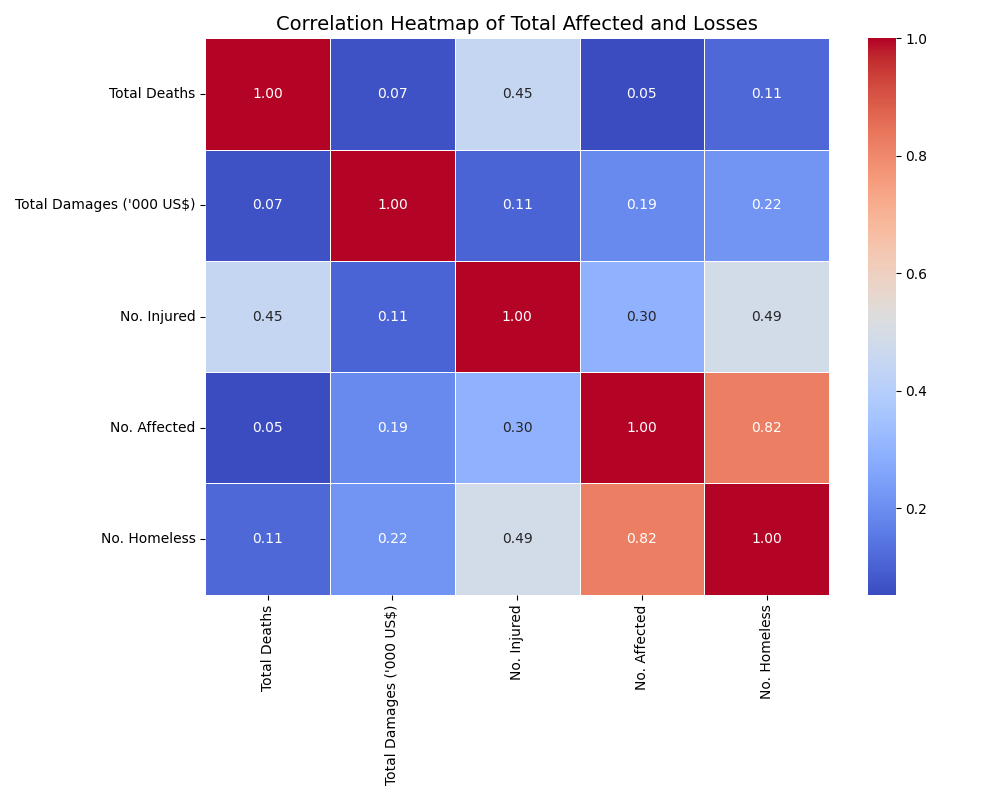 Correlation Heatmap of Total Affected and Losses
Total Deaths
1.00
0.07
0.45
0.05
0.11
Total Damages ('000 US$)
0.07
1.00
0.11
0.19
0.22
No. Injured
0.45
0.11
1.00
0.30
0.49
No. Affected
0.05
0.19
0.30
1.00
0.82
No. Homeless
0.11
0.22
0.49
0.82
1.00
Total Deaths
Total Damages ('000 US$)
No. Injured
No. Affected
No. Homeless
1.0
0.8
0.6
0.4
0.2